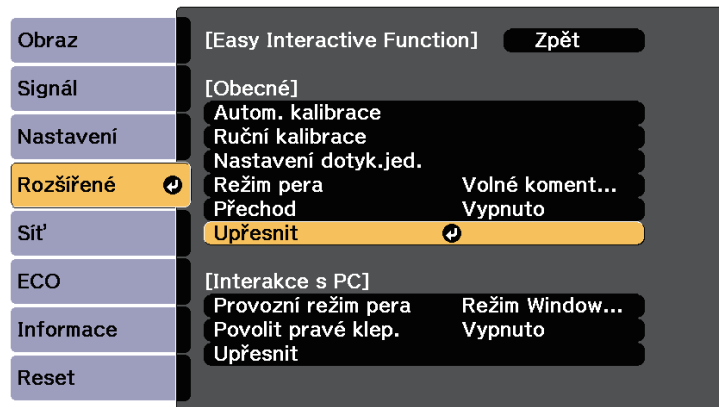 Obraz
Signál
Nastavení
Rozšířené
Síť
ECO
Informace
Reset
[Easy Interactive Function] Zpět
[Obecné]
Autom. kalibrace
Ruční kalibrace
Nastavení dotyk.jed.
Režim pera Volné koment...
Přechod Vypnuto
Upřesnit
[Interakce s PC]
Provozní režim pera Režim Window...
Povolit pravé klep. Vypnuto
Upřesnit